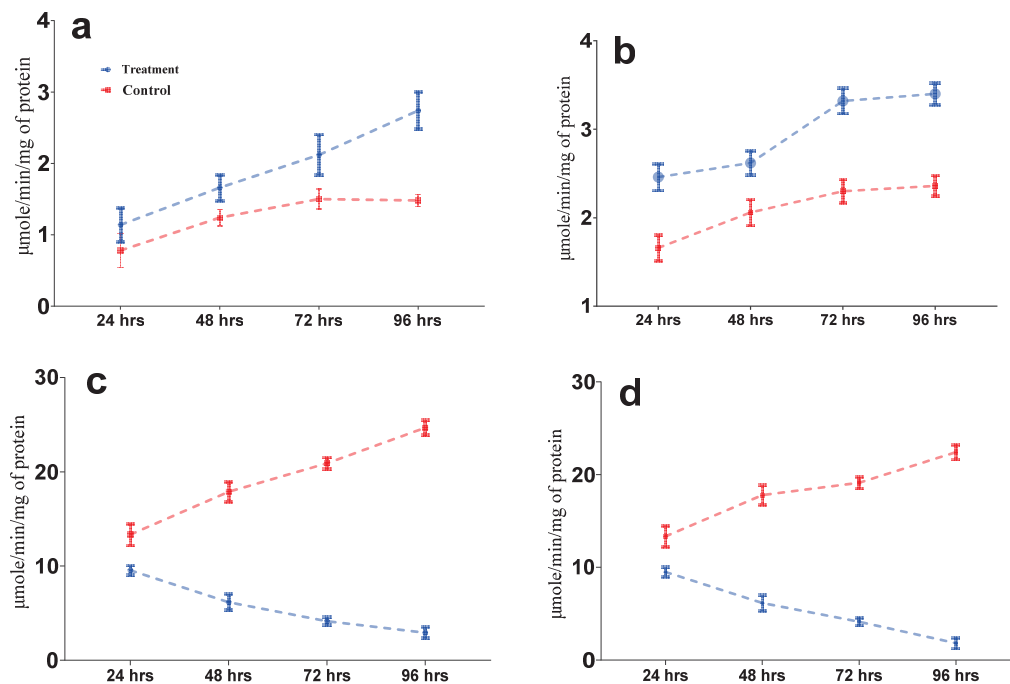 a
4
3
2
1
0
μmole/min/mg of protein
Treatment
Control
24 hrs 48 hrs 72 hrs 96 hrs
b
4
3
2
1
μmole/min/mg of protein
24 hrs 48 hrs 72 hrs 96 hrs
c
30
20
10
0
μmole/min/mg of protein
24 hrs 48 hrs 72 hrs 96 hrs
d
30
20
10
0
μmole/min/mg of protein
24 hrs 48 hrs 72 hrs 96 hrs